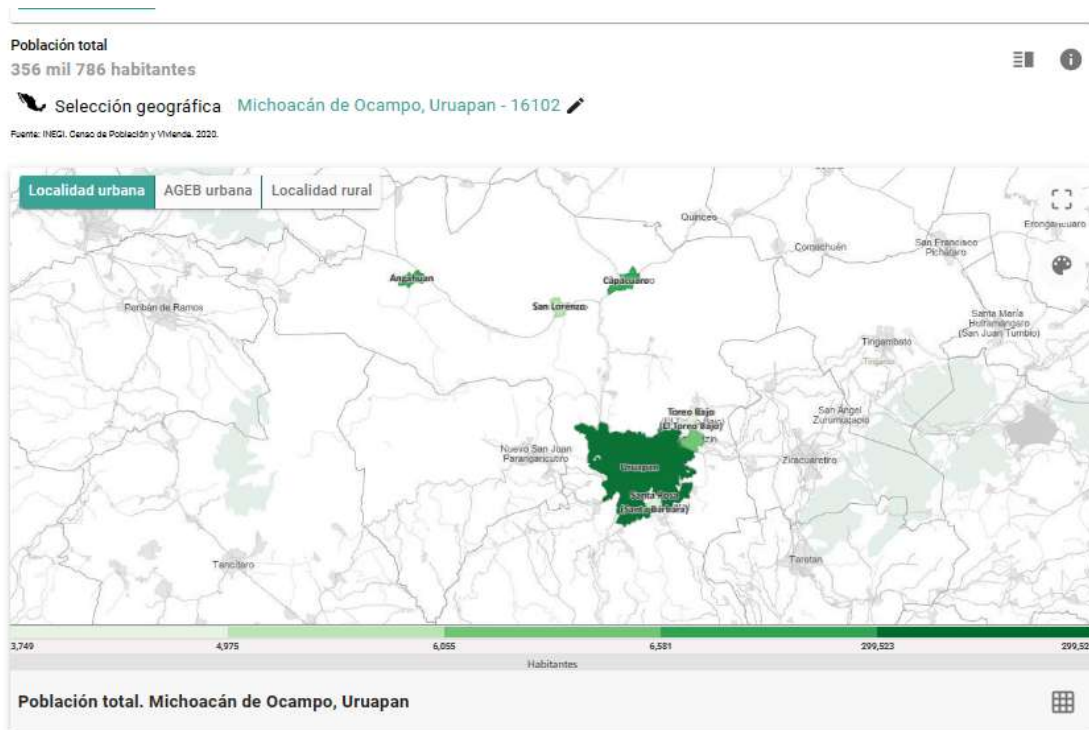 Población total
356 mil 786 habitantes
Selección geográfica Michoacán de Ocampo, Uruapan - 16102
Fuente: INEGI. Censo de Población y Vivienda. 2020.
Localidad urbana AGEB urbana Localidad rural
Quinceo
Comachuén
San Francisco
Pichátaro
Angahuan
Capacuaro
San Lorenzo
Peribán de Ramos
Santa María
Huiramangaro
(San Juan Tumbio)
Tingambato
Toreo Bajo
(El Toreo Bajo)
San Ángel
Zurumucapio
Nuevo San Juan
Parangaricutiro
Ziracuaretiro
Uruapan
Santa Rosa
(Santa Bárbara)
Tancítaro
Taretan
3,749 4,975 6,055 6,581 299,523 299,52
Habitantes
Población total. Michoacán de Ocampo, Uruapan